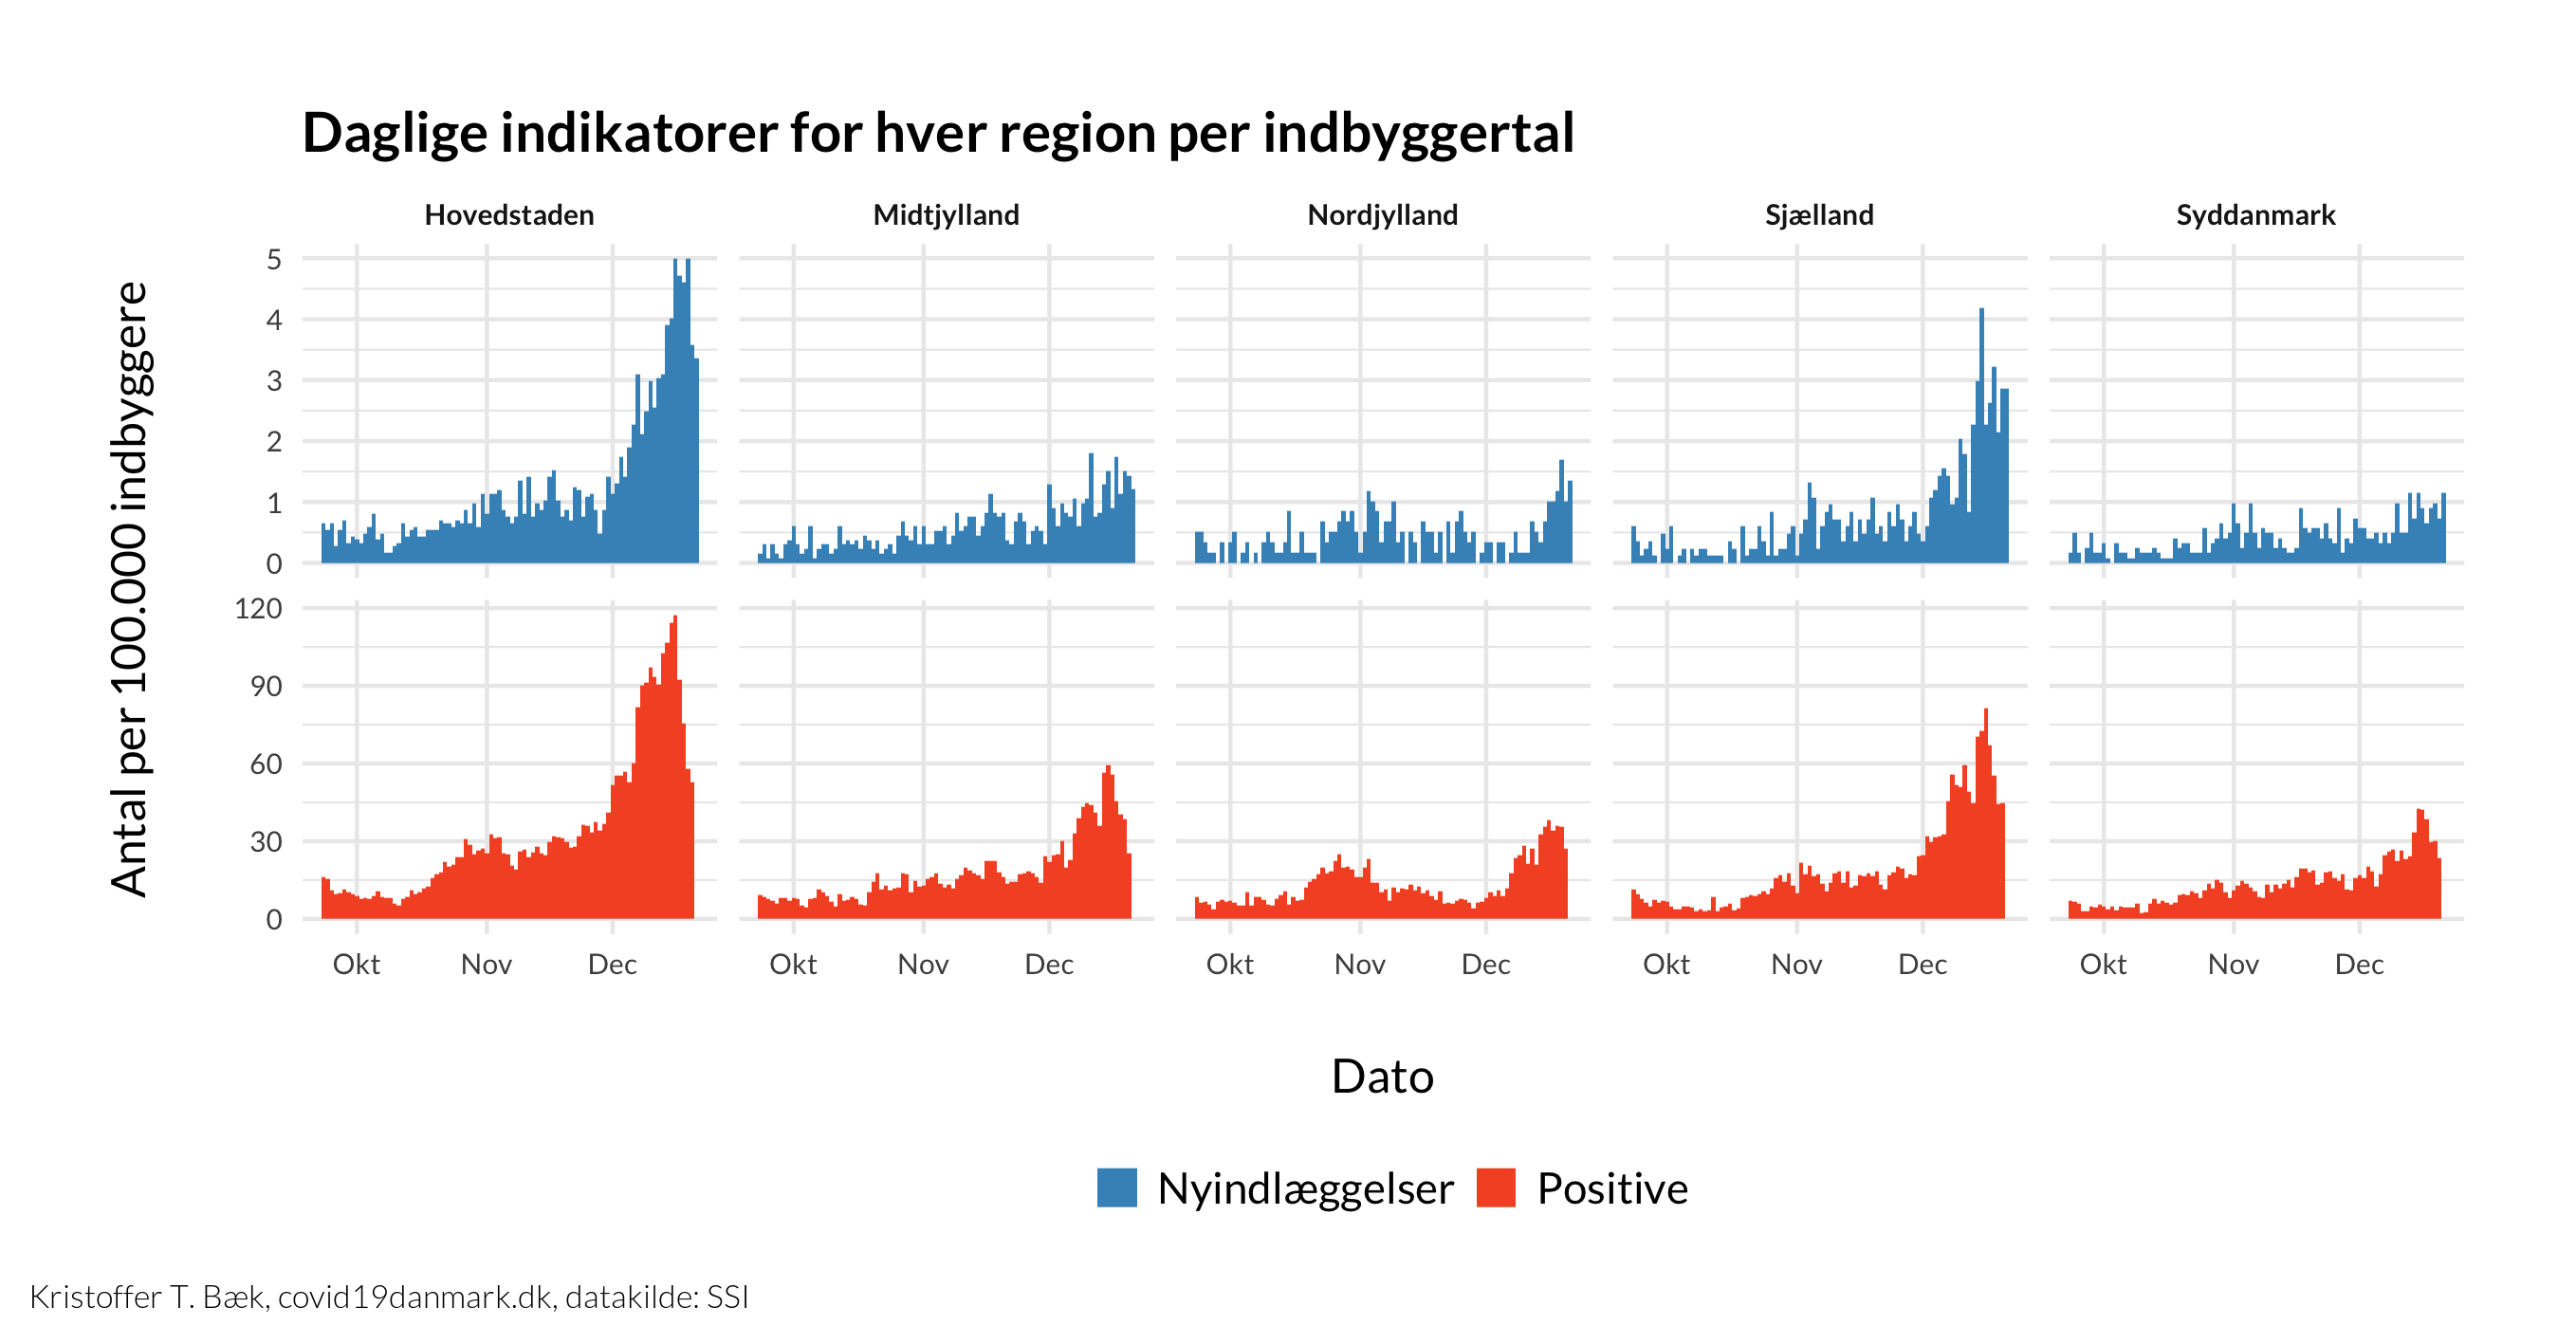 Daglige indikatorer for hver region per indbyggertal
Hovedstaden Midtjylland Nordjylland Sjælland Syddanmark
Antal per 100.000 indbyggere
5
4
3
2
1
0
120
90
60
30
0
Okt Nov Dec Okt Nov Dec Okt Nov Dec Okt Nov Dec Okt Nov Dec
Dato
Nyindlæggelser Positive
Kristoffer T. Bæk, covid19danmark.dk, datakilde: SSI